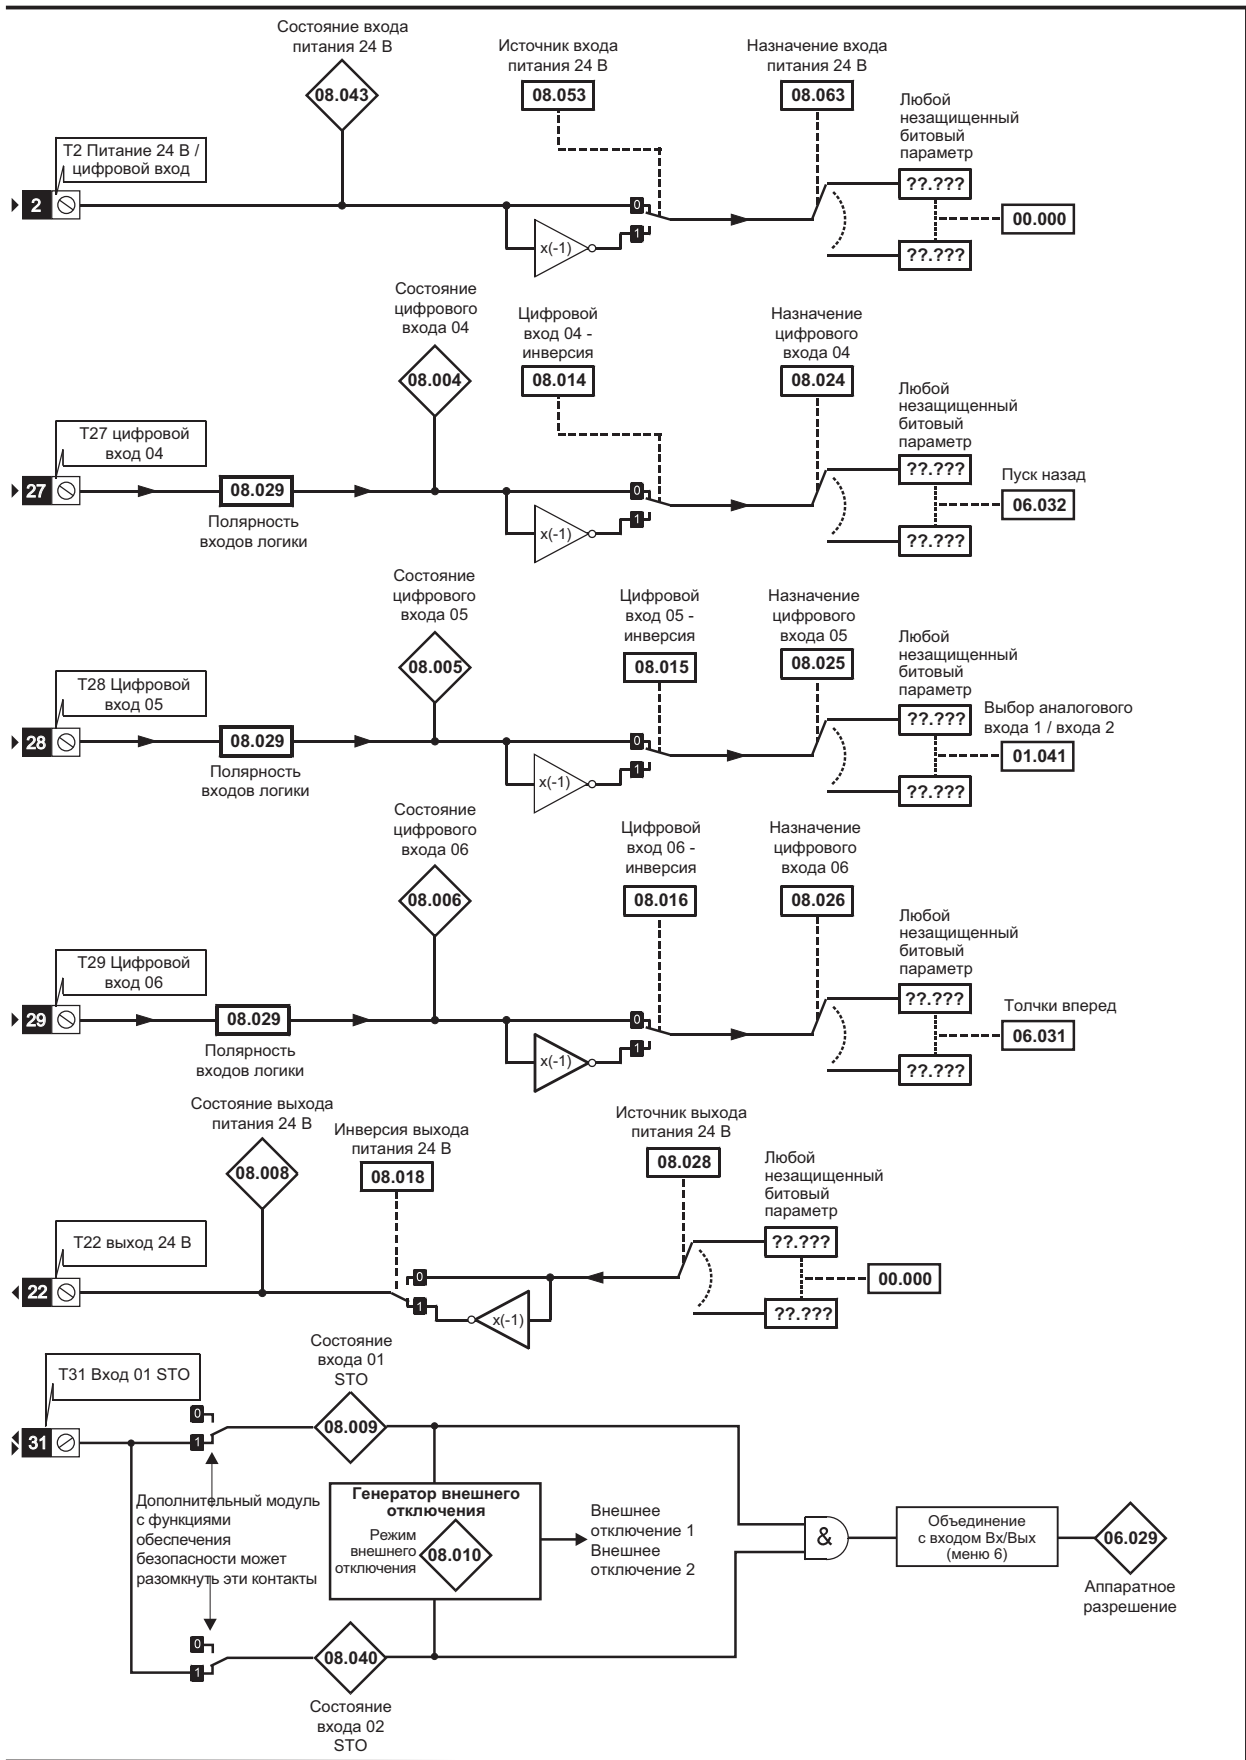 Состояние входа
питания 24 В
08.043
Источник входа
питания 24 В
08.053
Назначение входа
питания 24 В
08.063
Любой
незащищенный
битовый
параметр
??.???
??.???
00.000
T2 Питание 24 В /
цифровой вход
2
x(-1)
0
1
Состояние
цифрового
входа 04
08.004
Цифровой
вход 04 -
инверсия
08.014
Назначение
цифрового
входа 04
08.024
Любой
незащищенный
битовый
параметр
??.???
??.???
Пуск назад
06.032
T27 цифровой
вход 04
27
08.029
Полярность
входов логики
x(-1)
0
1
Состояние
цифрового
входа 05
08.005
Цифровой
вход 05 -
инверсия
08.015
Назначение
цифрового
входа 05
08.025
Любой
незащищенный
битовый
параметр
??.???
??.???
Выбор аналогового
входа 1 / входа 2
01.041
T28 Цифровой
вход 05
28
08.029
Полярность
входов логики
x(-1)
0
1
Состояние
цифрового
входа 06
08.006
Цифровой
вход 06 -
инверсия
08.016
Назначение
цифрового
входа 06
08.026
Любой
незащищенный
битовый
параметр
??.???
??.???
Толчки вперед
06.031
T29 Цифровой
вход 06
29
08.029
Полярность
входов логики
x(-1)
0
1
Состояние выхода
питания 24 В
08.008
Инверсия выхода
питания 24 В
08.018
Источник выхода
питания 24 В
08.028
Любой
незащищенный
битовый
параметр
??.???
??.???
00.000
T22 выход 24 В
22
0
1
x(-1)
T31 Вход 01 STO
31
0
1
Состояние
входа 01
STO
08.009
Дополнительный модуль
с функциями
обеспечения
безопасности может
разомкнуть эти контакты
Генератор внешнего
отключения
Режим
внешнего
отключения
08.010
Внешнее
отключение 1
Внешнее
отключение 2
&
Объединение
с входом Вх/Вых
(меню 6)
06.029
Аппаратное
разрешение
0
1
08.040
Состояние
входа 02
STO